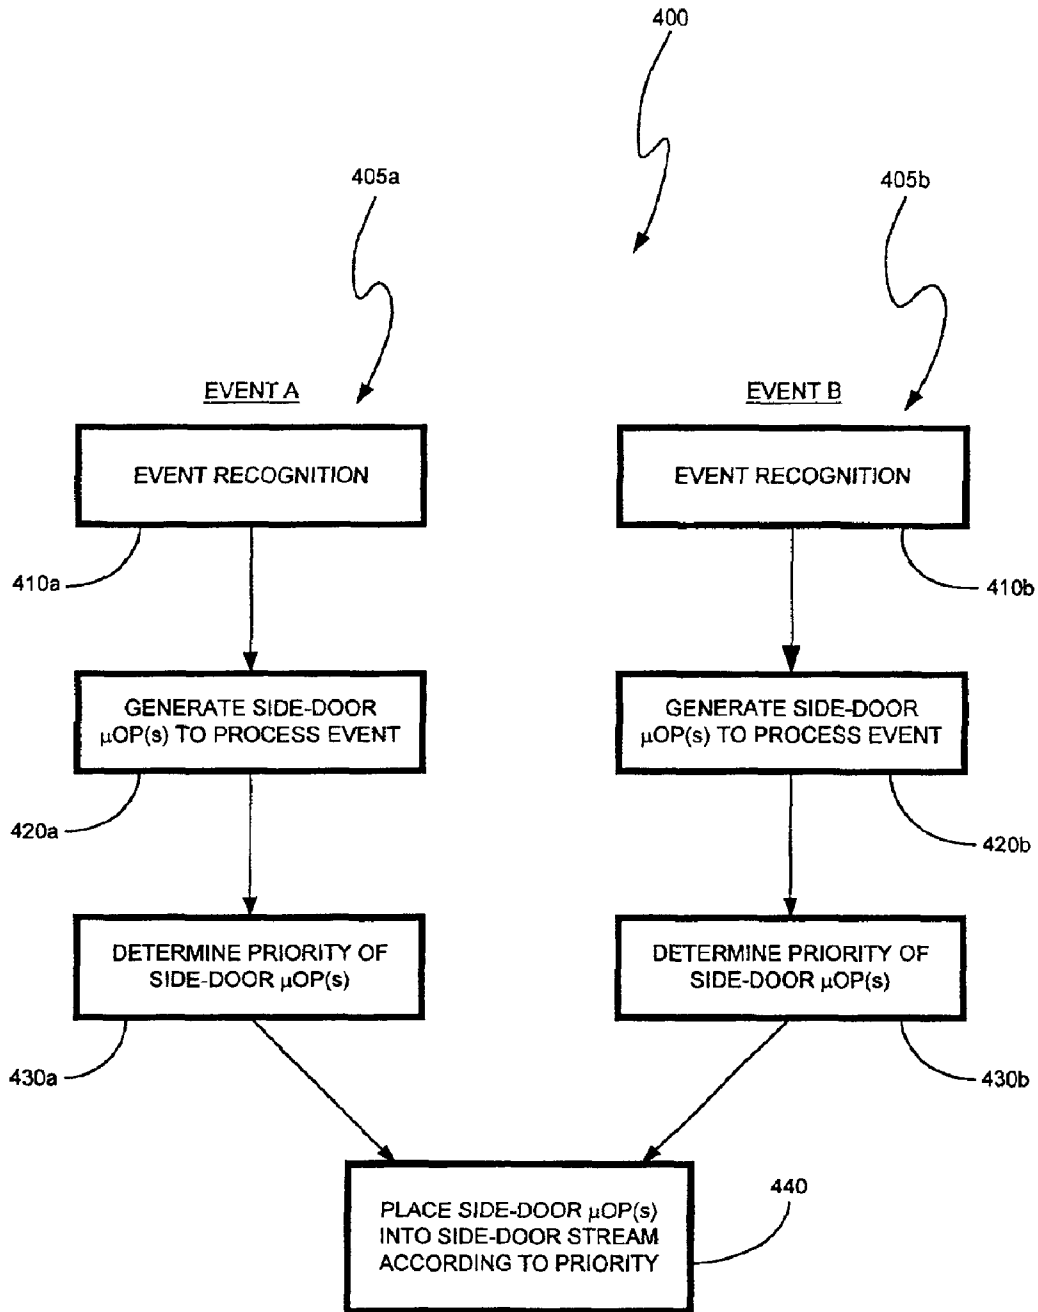 400
405a
405b
EVENT A
EVENT B
EVENT RECOGNITION
EVENT RECOGNITION
410a
410b
GENERATE SIDE-DOOR
µOP(s) TO PROCESS EVENT
GENERATE SIDE-DOOR
µOP(s) TO PROCESS EVENT
420a
420b
DETERMINE PRIORITY OF
SIDE-DOOR µOP(s)
DETERMINE PRIORITY OF
SIDE-DOOR µOP(s)
430a
430b
440
PLACE SIDE-DOOR µOP(s)
INTO SIDE-DOOR STREAM
ACCORDING TO PRIORITY